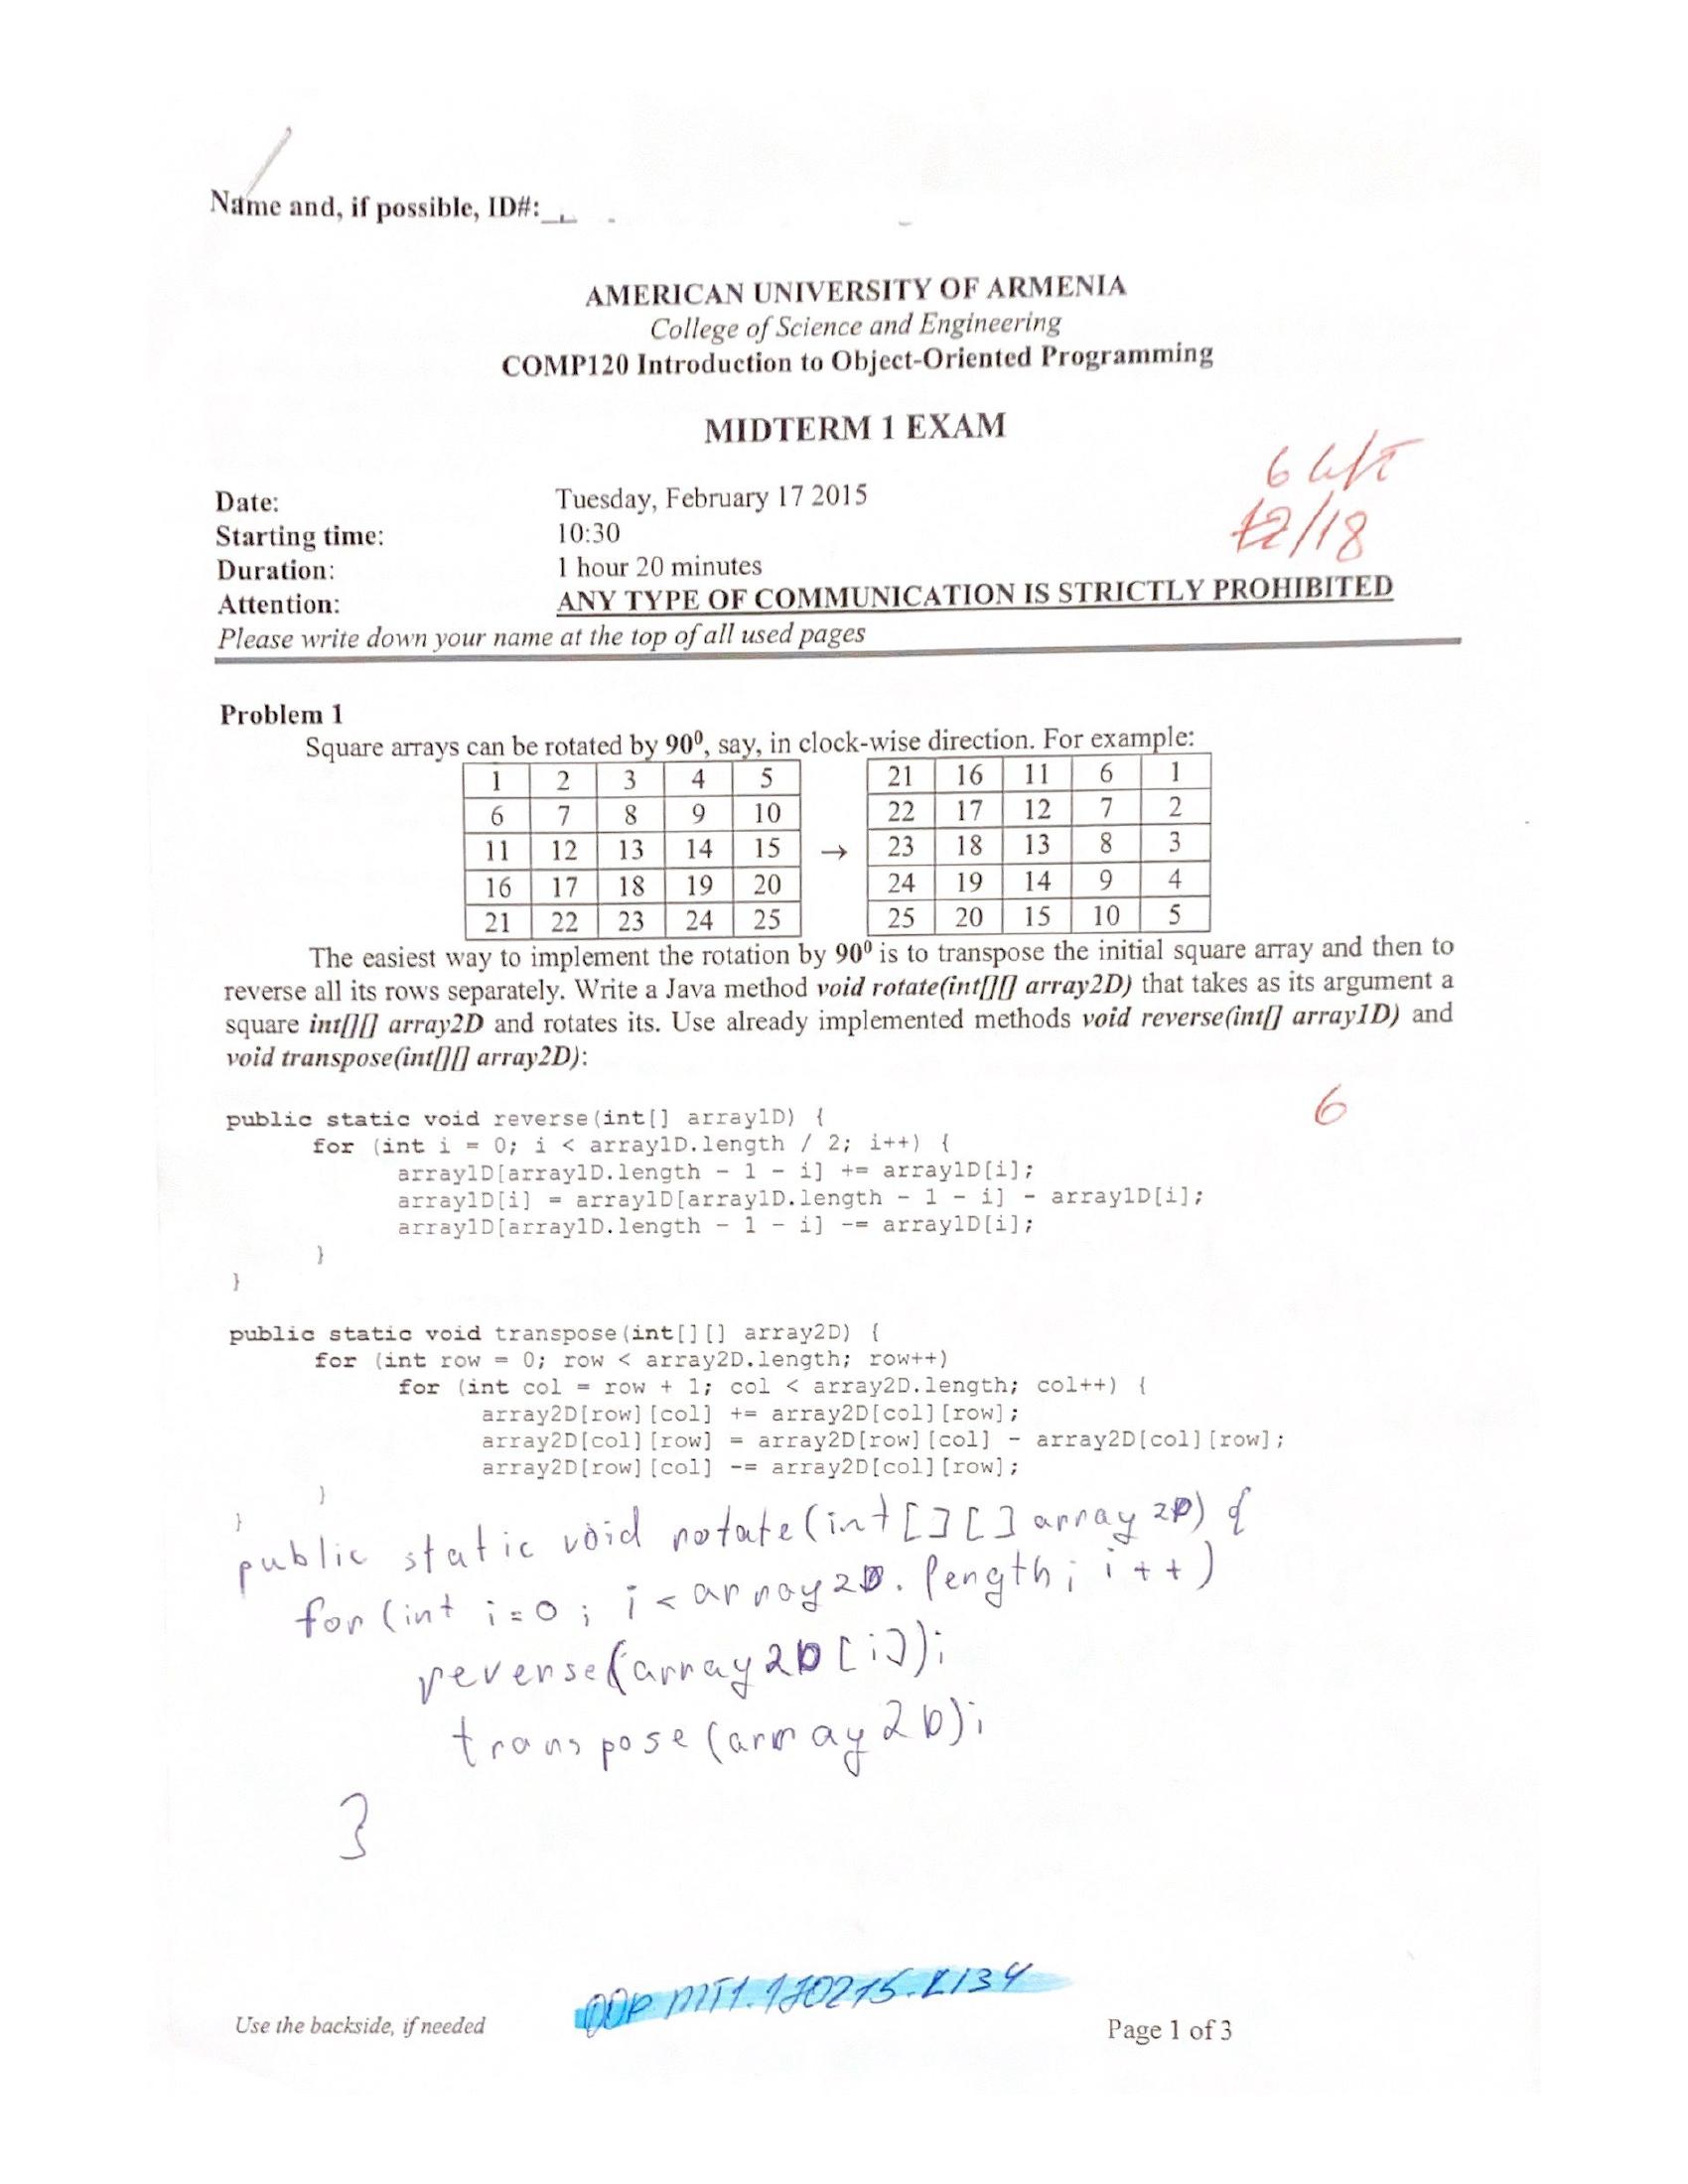 Name and, if possible, ID#:
AMERICAN UNIVERSITY OF ARMENIA
College of Science and Engineering
COMP120 Introduction to Object-Oriented Programming
MIDTERM 1 EXAM
6
12/18
Date: Tuesday, February 17 2015
Starting time: 10:30
Duration: 1 hour 20 minutes
Attention: ANY TYPE OF COMMUNICATION IS STRICTLY PROHIBITED
Please write down your name at the top of all used pages
Problem 1
Square arrays can be rotated by 90⁰, say, in clock-wise direction. For example:
1 2 3 4 5 21 16 11 6 1
6 7 8 9 10 22 17 12 7 2
11 12 13 14 15 → 23 18 13 8 3
16 17 18 19 20 24 19 14 9 4
21 22 23 24 25 25 20 15 10 5
The easiest way to implement the rotation by 90⁰ is to transpose the initial square array and then to
reverse all its rows separately. Write a Java method void rotate(int[][] array2D) that takes as its argument a
square int[][] array2D and rotates its. Use already implemented methods void reverse(int[] array1D) and
void transpose(int[][] array2D):
6
public static void reverse(int[] array1D) {
for (int i = 0; i < array1D.length / 2; i++) {
array1D[array1D.length - 1 - i] += array1D[i];
array1D[i] = array1D[array1D.length - 1 - i] - array1D[i];
array1D[array1D.length - 1 - i] -= array1D[i];
}
}
public static void transpose(int[][] array2D) {
for (int row = 0; row < array2D.length; row++)
for (int col = row + 1; col < array2D.length; col++) {
array2D[row][col] += array2D[col][row];
array2D[col][row] = array2D[row][col] - array2D[col][row];
array2D[row][col] -= array2D[col][row];
}
}
public static void rotate(int[][] array2D) {
for (int i=0; i < array2D.length; i++)
reverse(array2D[i]);
transpose(array2D);
}
OOP MT1.170215.L134
Use the backside, if needed Page 1 of 3